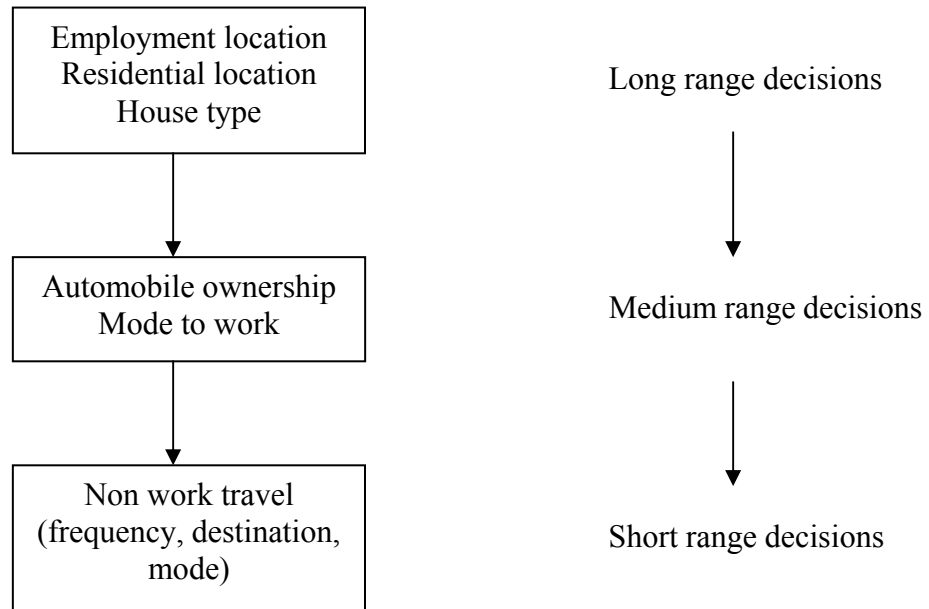 Employment location
Residential location
House type
Long range decisions
Automobile ownership
Mode to work
Medium range decisions
Non work travel
(frequency, destination,
mode)
Short range decisions